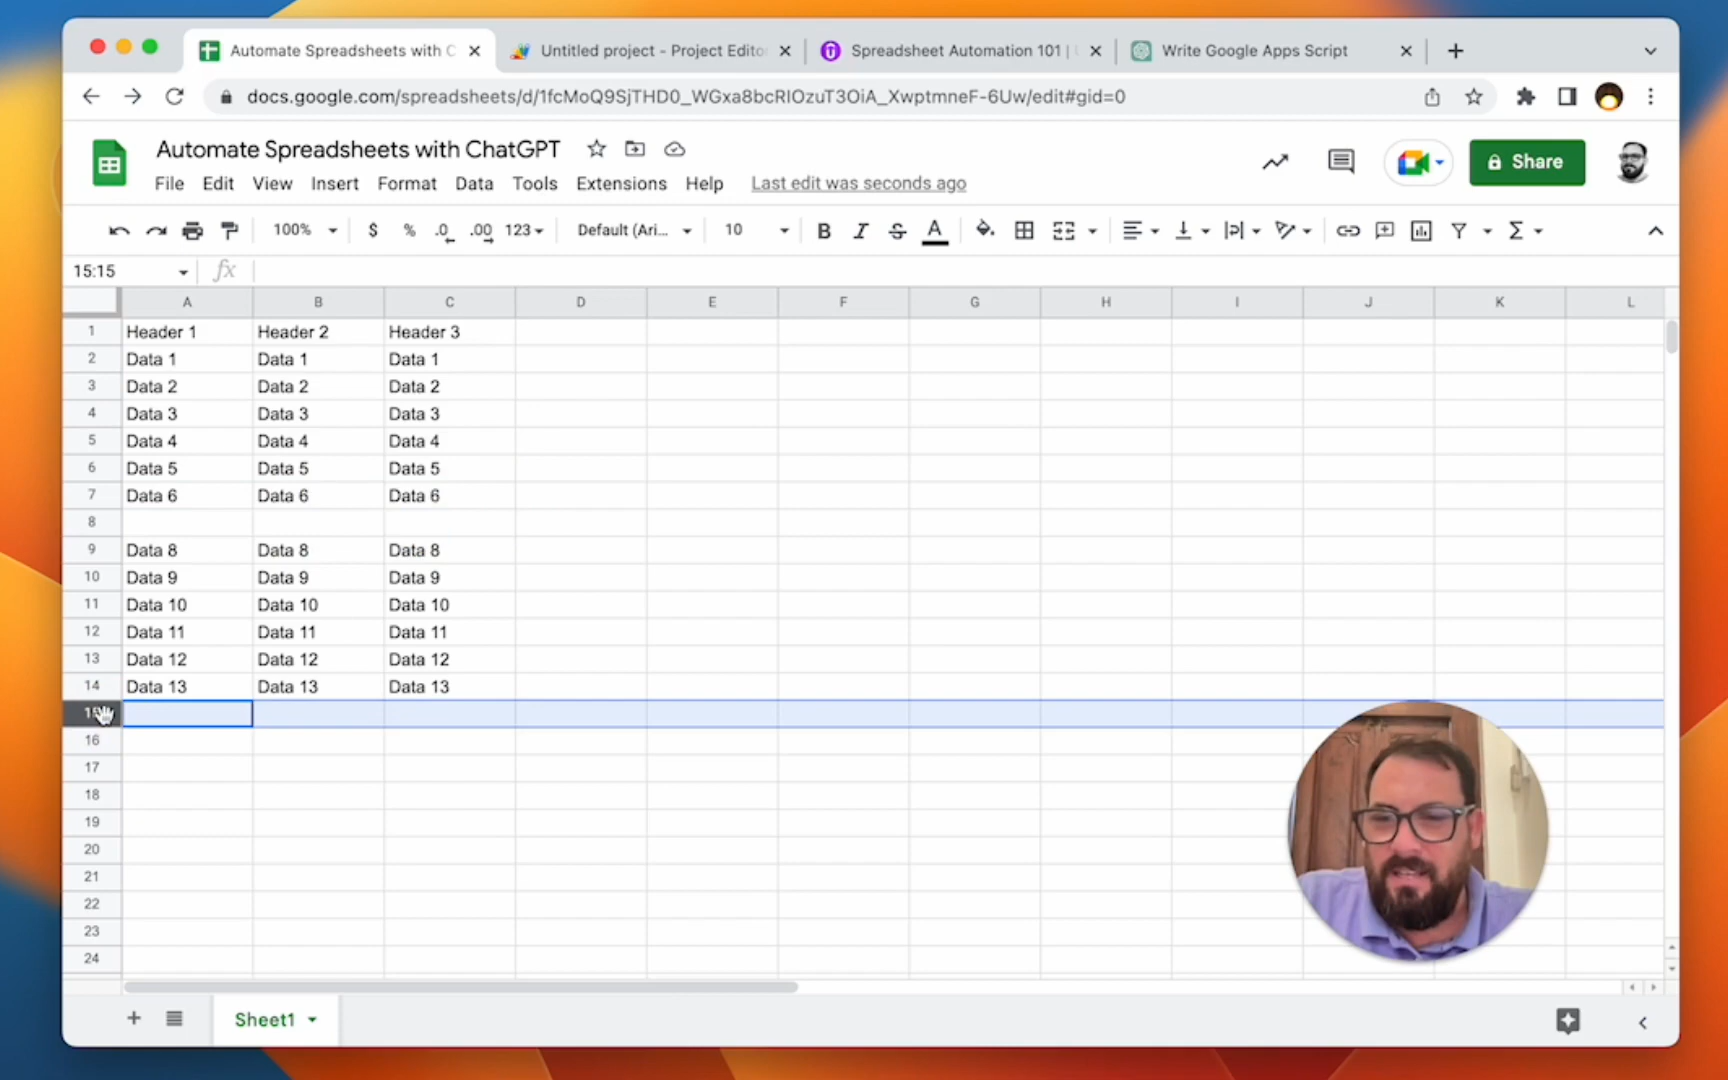 Automate Spreadsheets with C
Untitled project - Project Edito
Spreadsheet Automation 101 |
Write Google Apps Script
docs.google.com/spreadsheets/d/1fcMoQ9SjTHD0_WGxa8bcRIOzuT3OiA_XwptmneF-6Uw/edit#gid=0
Automate Spreadsheets with ChatGPT
Share
File Edit View Insert Format Data Tools Extensions Help Last edit was seconds ago
100% $ % .0 .00 123 Default (Ari... 10 B I S A Σ
15:15 fx
A B C D E F G H I J K L
1 Header 1 Header 2 Header 3
2 Data 1 Data 1 Data 1
3 Data 2 Data 2 Data 2
4 Data 3 Data 3 Data 3
5 Data 4 Data 4 Data 4
6 Data 5 Data 5 Data 5
7 Data 6 Data 6 Data 6
8
9 Data 8 Data 8 Data 8
10 Data 9 Data 9 Data 9
11 Data 10 Data 10 Data 10
12 Data 11 Data 11 Data 11
13 Data 12 Data 12 Data 12
14 Data 13 Data 13 Data 13
16
17
18
19
20
21
22
23
24
Sheet1